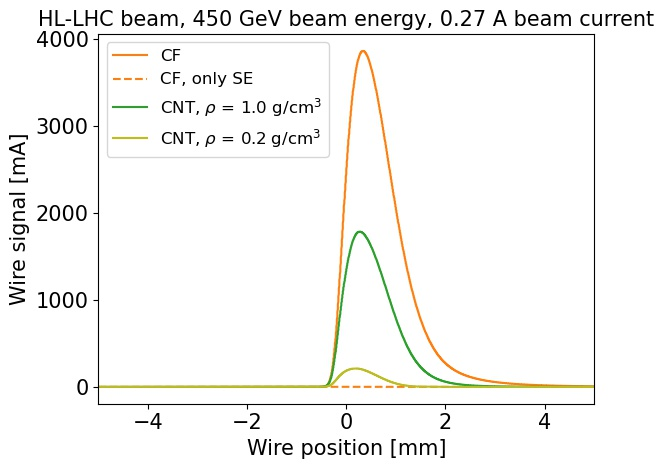 HL-LHC beam, 450 GeV beam energy, 0.27 A beam current
CF
CF, only SE
CNT, ρ = 1.0 g/cm³
CNT, ρ = 0.2 g/cm³
Wire signal [mA]
4000
3000
2000
1000
0
−4 −2 0 2 4
Wire position [mm]